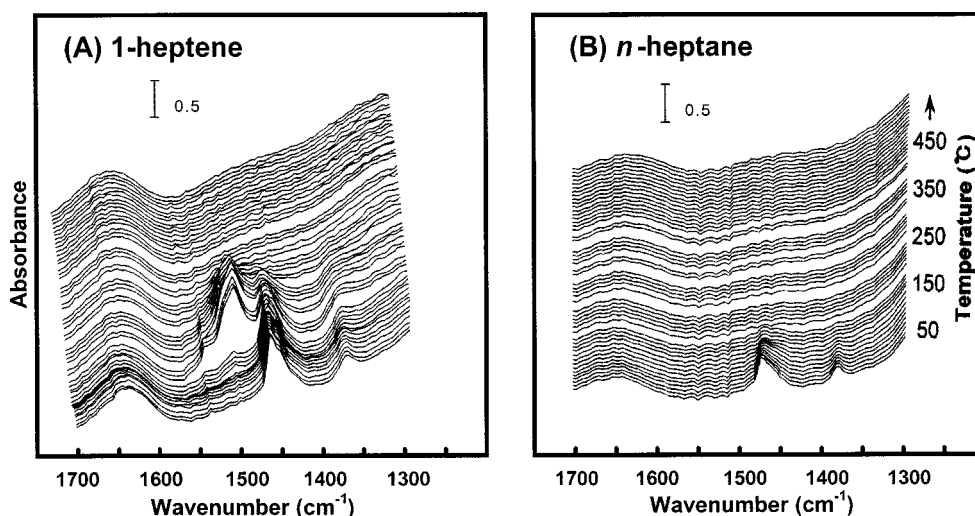 (A) 1-heptene
0.5
Absorbance
1700 1600 1500 1400 1300
Wavenumber (cm⁻¹)
(B) n-heptane
0.5
450
350
250
150
50
Temperature (℃)
1700 1600 1500 1400 1300
Wavenumber (cm⁻¹)